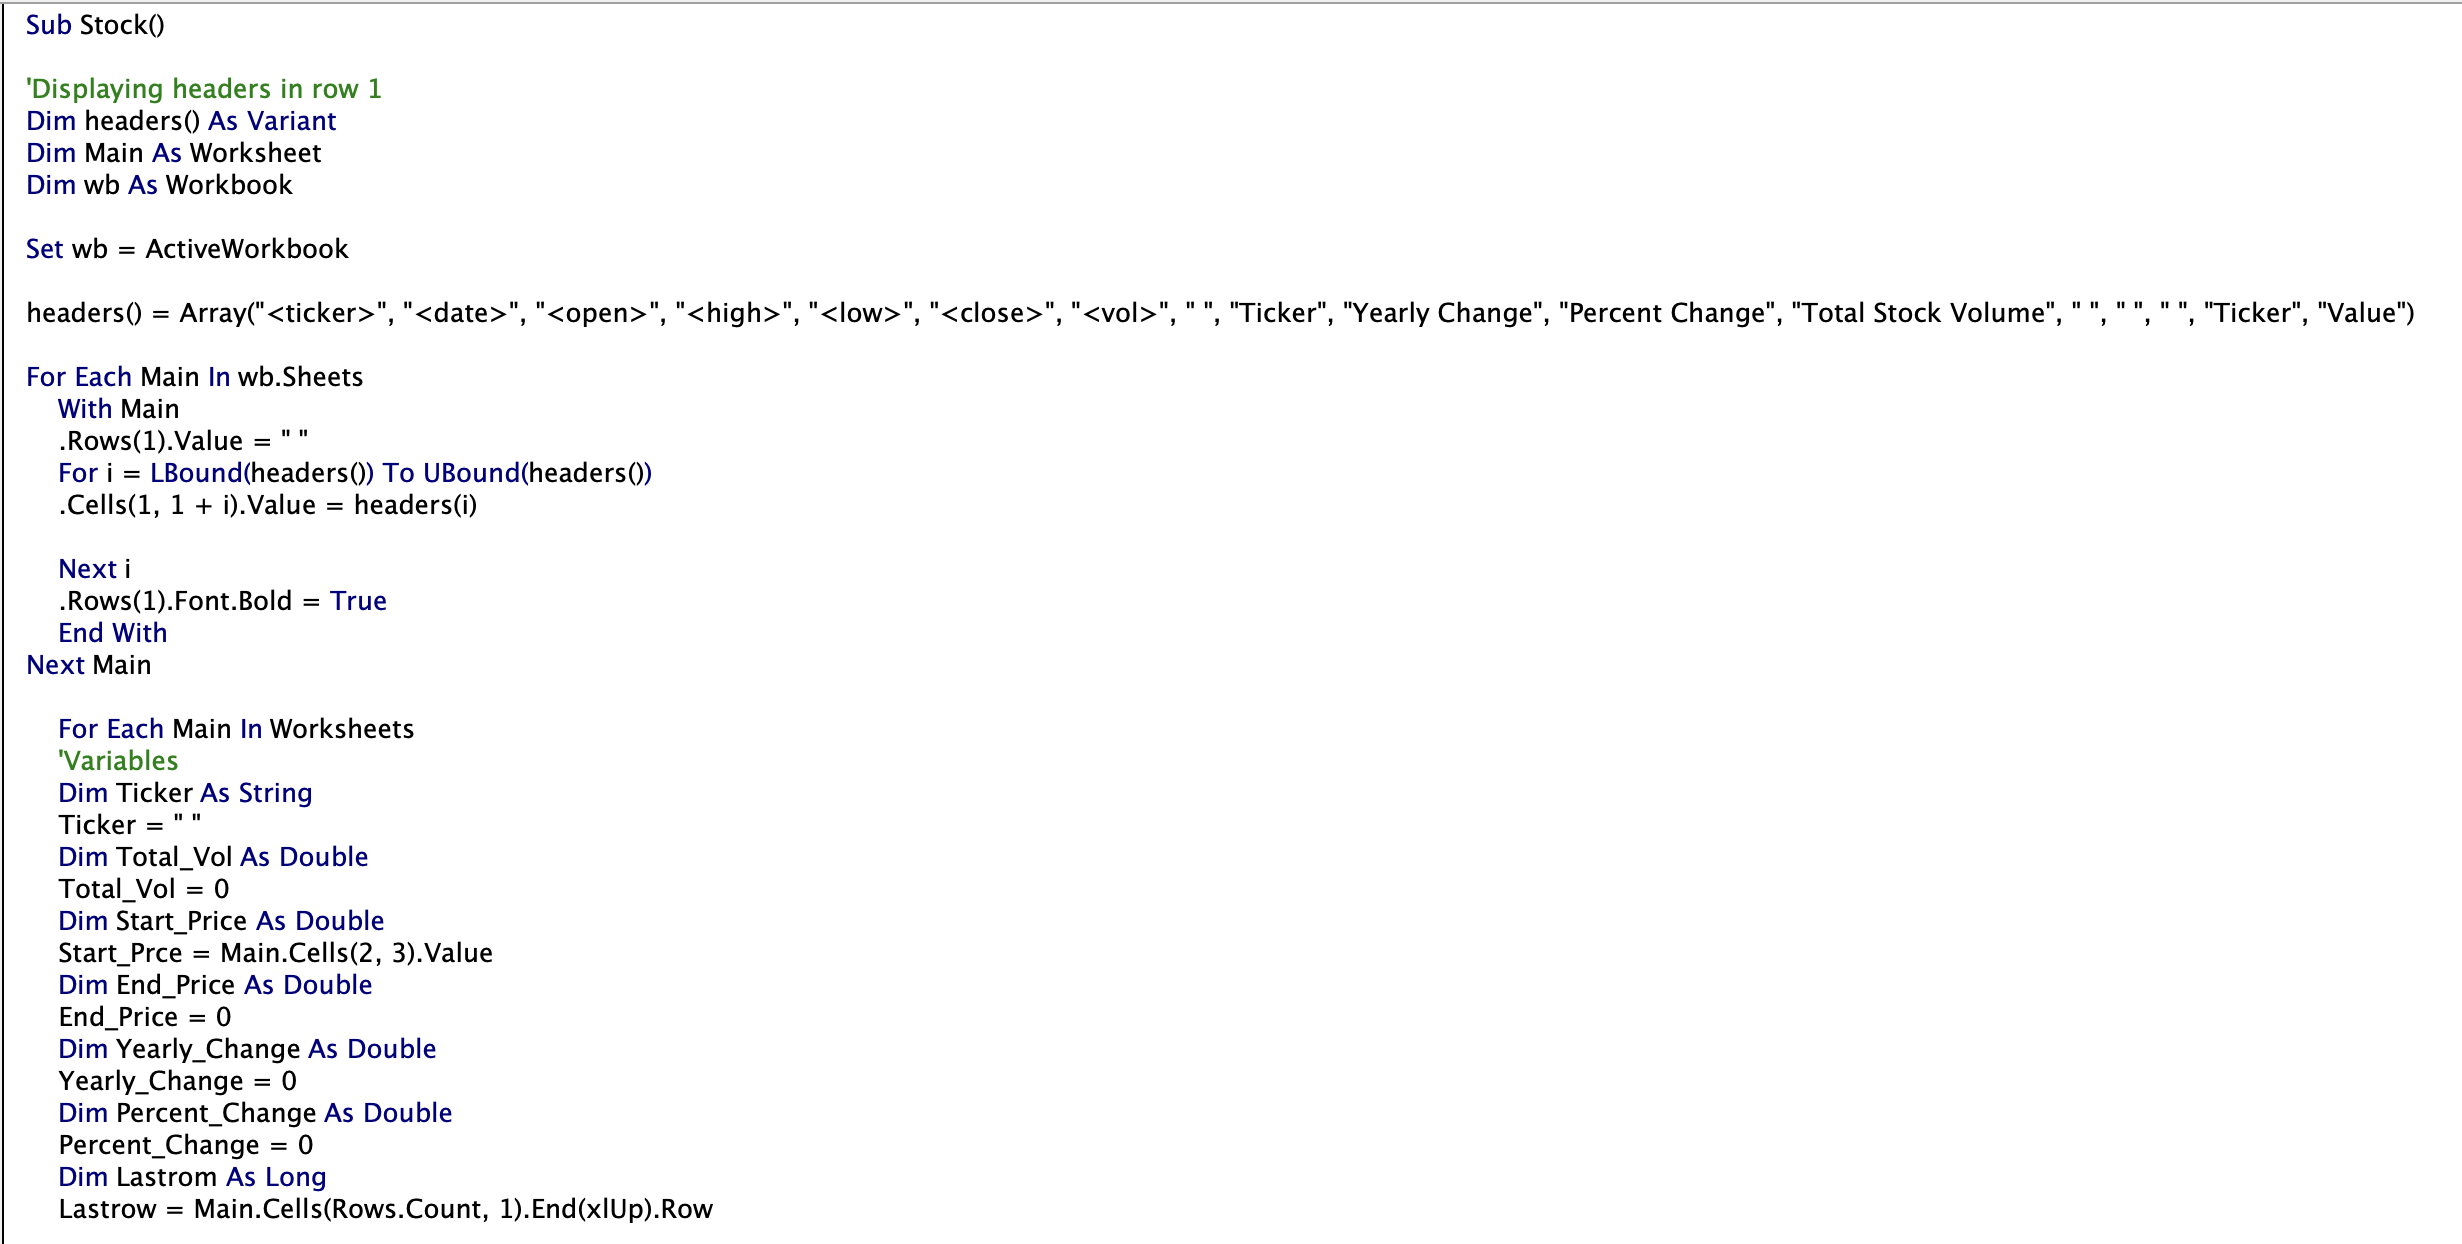 Sub Stock()
'Displaying headers in row 1
Dim headers() As Variant
Dim Main As Worksheet
Dim wb As Workbook
Set wb = ActiveWorkbook
headers() = Array("<ticker>", "<date>", "<open>", "<high>", "<low>", "<close>", "<vol>", " ", "Ticker", "Yearly Change", "Percent Change", "Total Stock Volume", " ", " ", " ", "Ticker", "Value")
For Each Main In wb.Sheets
With Main
.Rows(1).Value = " "
For i = LBound(headers()) To UBound(headers())
.Cells(1, 1 + i).Value = headers(i)
Next i
.Rows(1).Font.Bold = True
End With
Next Main
For Each Main In Worksheets
'Variables
Dim Ticker As String
Ticker = " "
Dim Total_Vol As Double
Total_Vol = 0
Dim Start_Price As Double
Start_Prce = Main.Cells(2, 3).Value
Dim End_Price As Double
End_Price = 0
Dim Yearly_Change As Double
Yearly_Change = 0
Dim Percent_Change As Double
Percent_Change = 0
Dim Lastrom As Long
Lastrow = Main.Cells(Rows.Count, 1).End(xlUp).Row